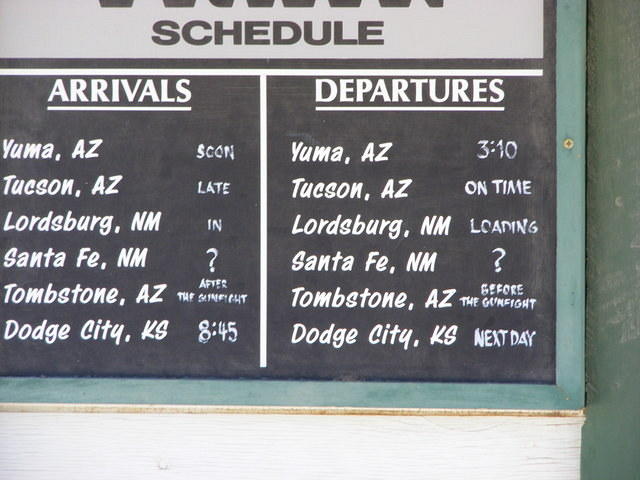 SCHEDULE
ARRIVALS
Yuma, AZ SOON
Tucson, AZ LATE
Lordsburg, NM IN
Santa Fe, NM ?
Tombstone, AZ AFTER THE GUNFIGHT
Dodge City, KS 8:45
DEPARTURES
Yuma, AZ 3:10
Tucson, AZ ON TIME
Lordsburg, NM LOADING
Santa Fe, NM ?
Tombstone, AZ BEFORE THE GUNFIGHT
Dodge City, KS NEXT DAY